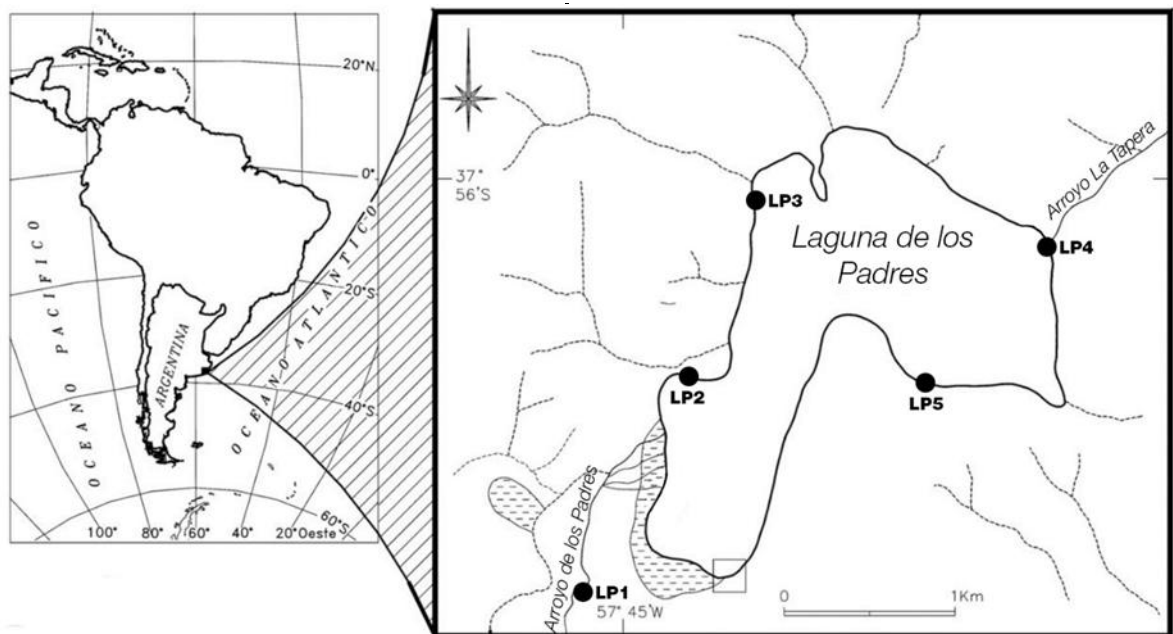 20°N
0°
20°S
40°S
60°S
100°
80°
60°
40°
20°Oeste
OCEANO PACIFICO
OCEANO ATLANTICO
ARGENTINA
37°
56'S
LP3
Arroyo La Tapera
LP4
Laguna de los
Padres
LP2
LP5
Arroyo de los Padres
LP1
57° 45'W
0
1Km